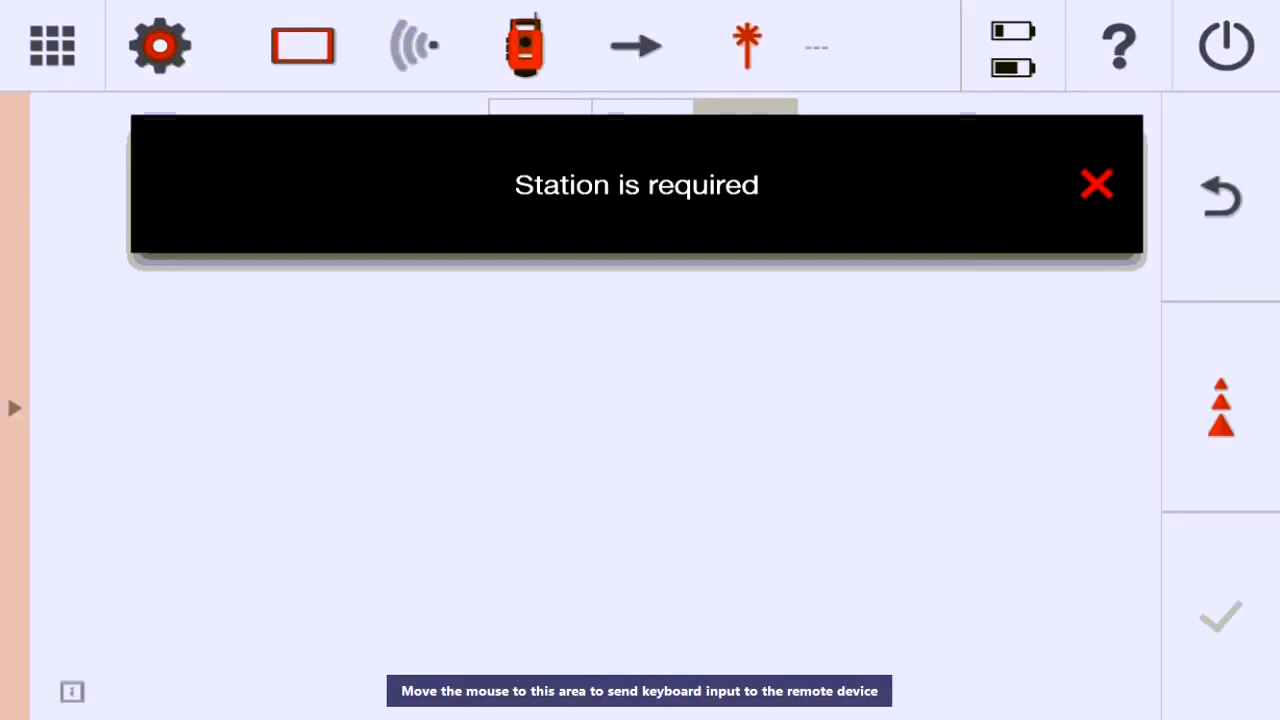 ---
Station is required
Move the mouse to this area to send keyboard input to the remote device